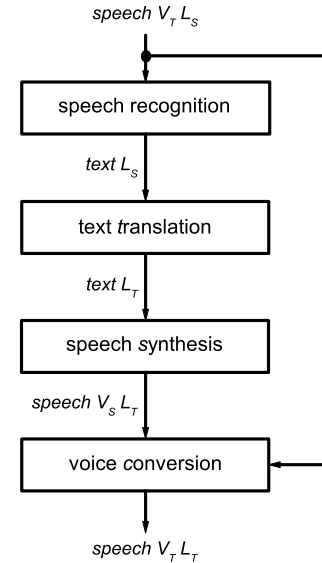 speech V_T L_S
speech recognition
text L_S
text translation
text L_T
speech synthesis
speech V_S L_T
voice conversion
speech V_T L_T